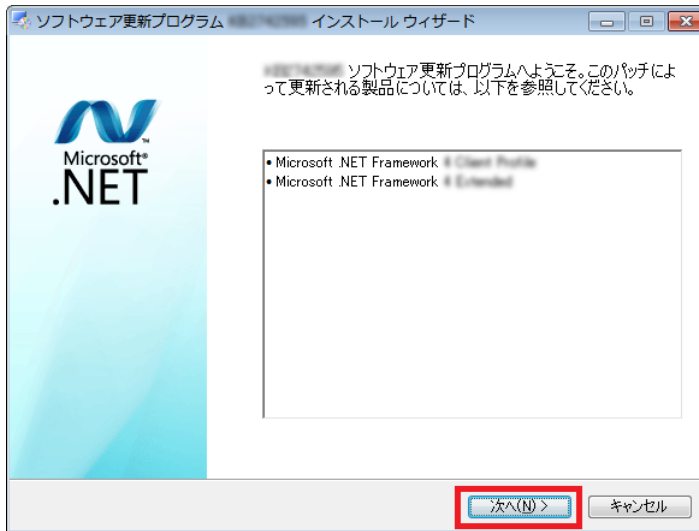 ソフトウェア更新プログラム インストール ウィザード
ソフトウェア更新プログラムへようこそ。このパッチによ
って更新される製品については、以下を参照してください。
Microsoft®
.NET
• Microsoft .NET Framework
• Microsoft .NET Framework
次へ(N) >
キャンセル